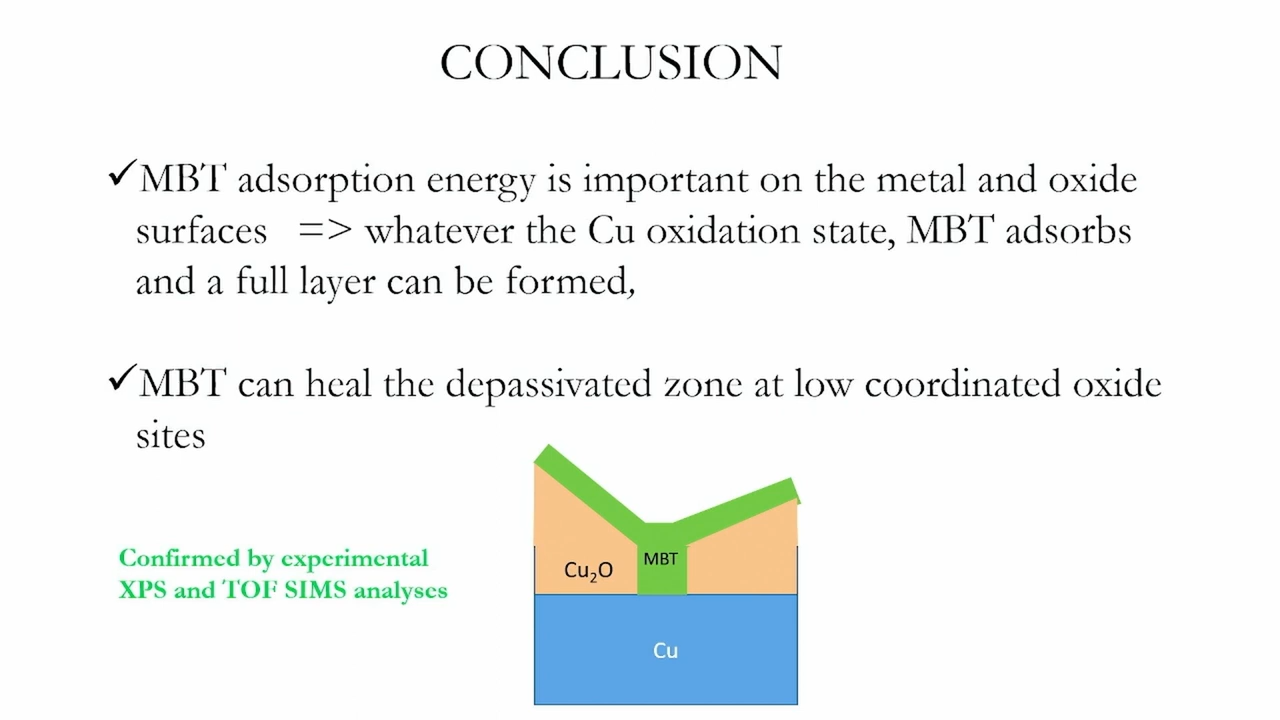 CONCLUSION
✓MBT adsorption energy is important on the metal and oxide
surfaces => whatever the Cu oxidation state, MBT adsorbs
and a full layer can be formed,
✓MBT can heal the depassivated zone at low coordinated oxide
sites
Confirmed by experimental
XPS and TOF SIMS analyses
MBT
Cu₂O
Cu